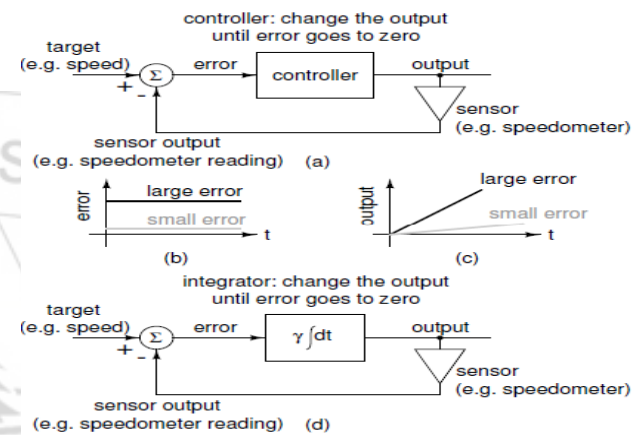 controller: change the output
until error goes to zero
target
(e.g. speed)
error
output
Σ
+
-
controller
sensor
(e.g. speedometer)
sensor output
(e.g. speedometer reading) (a)
error
large error
small error
t
(b)
output
large error
small error
t
(c)
integrator: change the output
until error goes to zero
target
(e.g. speed)
error
output
Σ
+
-
γ∫dt
sensor
(e.g. speedometer)
sensor output
(e.g. speedometer reading) (d)